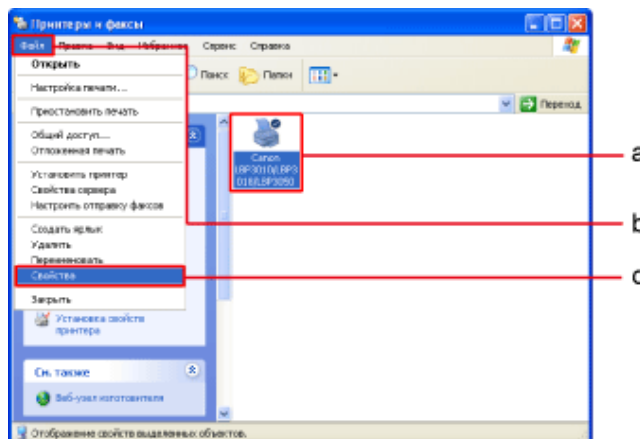 Принтеры и факсы
Файл Правка Вид Избранное Сервис Справка
Открыть
Поиск Папки
Настройка печати...
Приостановить печать
Переход
Общий доступ...
Отложенная печать
Установить принтер
Свойства сервера
Настроить отправку факсов
Создать ярлык
Удалить
Переименовать
Свойства
Закрыть
Canon
LBP3010/LBP3
018/LBP3050
a
b
c
Установка свойств
принтера
См. также
Веб-узел изготовителя
Отображение свойств выделенных объектов.